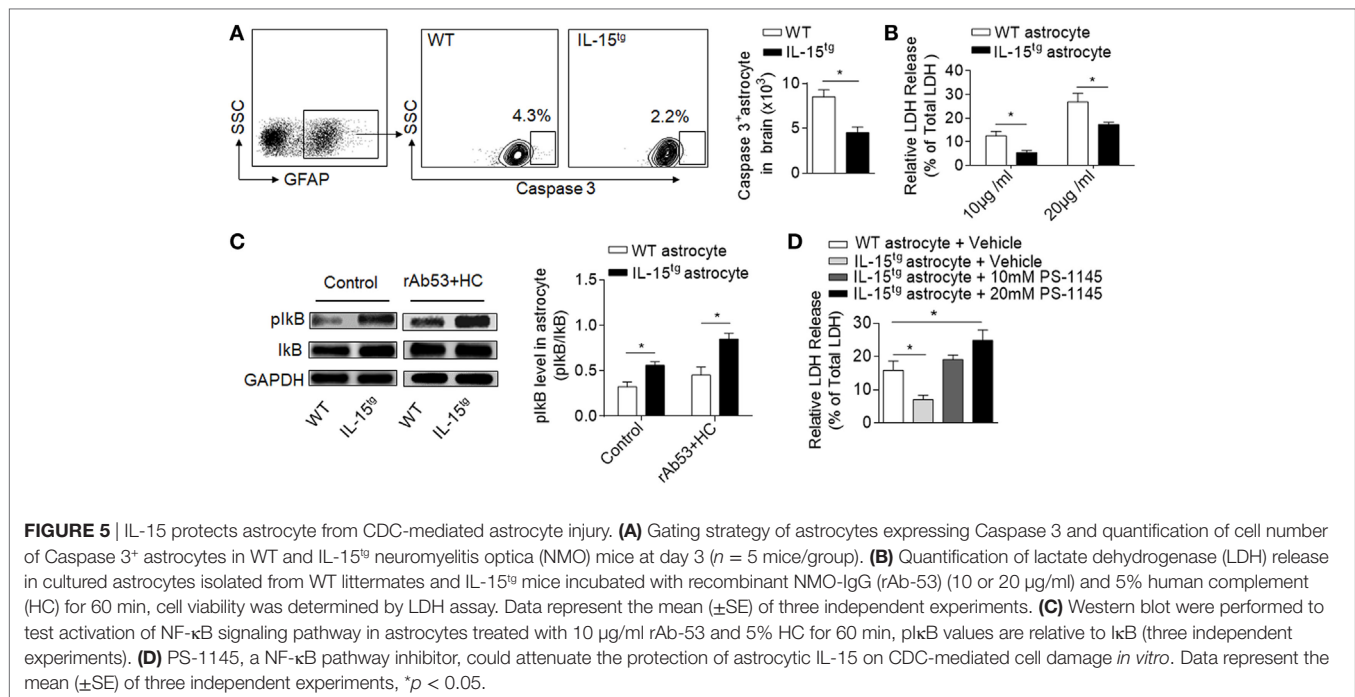 A
SSC
GFAP
WT
SSC
4.3%
IL-15tg
2.2%
Caspase 3
WT
IL-15tg
Caspase 3+astrocyte
in brain (x10³)
10
5
0
*
B
WT astrocyte
IL-15tg astrocyte
Relative LDH Release
(% of Total LDH )
40
30
20
10
0
*
*
10µg /ml
20µg /ml
C
Control
rAb53+HC
pIkB
IkB
GAPDH
WT
IL-15tg
WT
IL-15tg
WT astrocyte
IL-15tg astrocyte
pIkB level in astrocyte
(pIkB/IkB)
1.5
1.0
0.5
0.0
*
*
Control
rAb53+HC
D
WT astrocyte + Vehicle
IL-15tg astrocyte + Vehicle
IL-15tg astrocyte + 10mM PS-1145
IL-15tg astrocyte + 20mM PS-1145
Relative LDH Release
(% of Total LDH)
30
20
10
0
*
*
FIGURE 5 | IL-15 protects astrocyte from CDC-mediated astrocyte injury. (A) Gating strategy of astrocytes expressing Caspase 3 and quantification of cell number
of Caspase 3+ astrocytes in WT and IL-15tg neuromyelitis optica (NMO) mice at day 3 (n = 5 mice/group). (B) Quantification of lactate dehydrogenase (LDH) release
in cultured astrocytes isolated from WT littermates and IL-15tg mice incubated with recombinant NMO-IgG (rAb-53) (10 or 20 µg/ml) and 5% human complement
(HC) for 60 min, cell viability was determined by LDH assay. Data represent the mean (±SE) of three independent experiments. (C) Western blot were performed to
test activation of NF-κB signaling pathway in astrocytes treated with 10 µg/ml rAb-53 and 5% HC for 60 min, pIκB values are relative to IκB (three independent
experiments). (D) PS-1145, a NF-κB pathway inhibitor, could attenuate the protection of astrocytic IL-15 on CDC-mediated cell damage in vitro. Data represent the
mean (±SE) of three independent experiments, *p < 0.05.